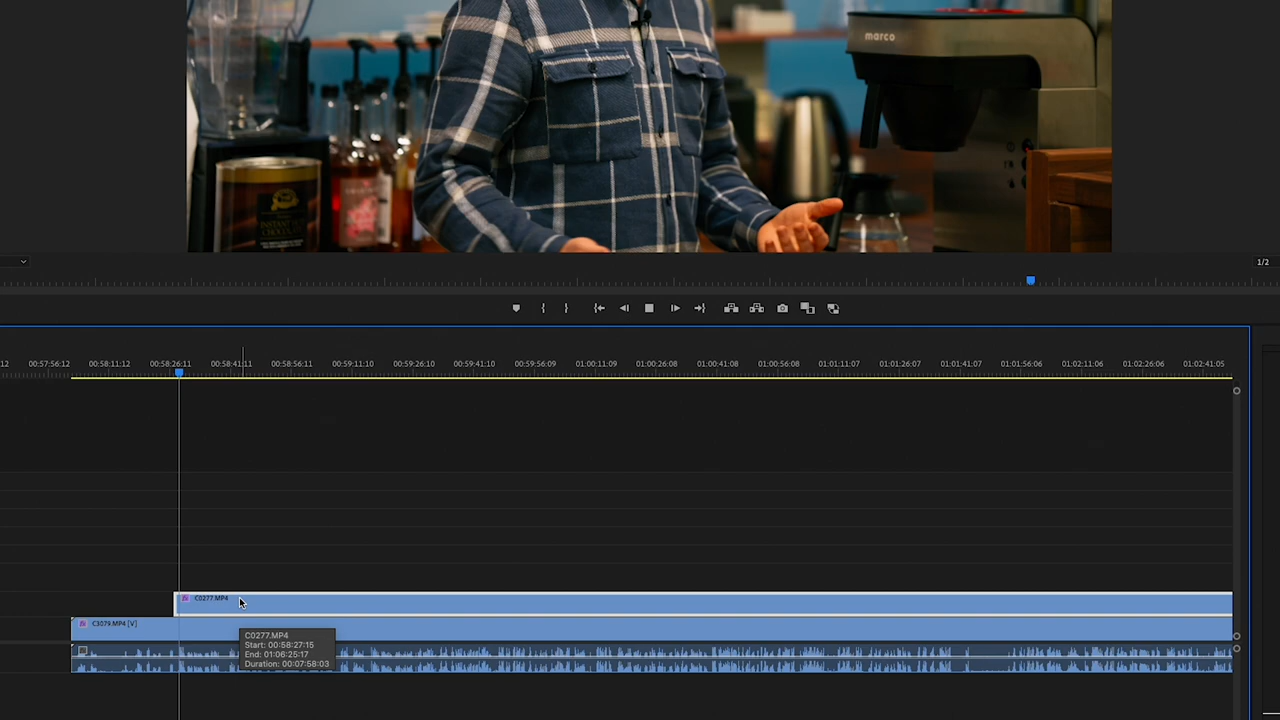 marco
INSTANT
CHOCOLATE
1/2
12 00:57:56:12 00:58:11:12 00:58:26:11 00:58:41:11 00:58:56:11 00:59:11:10 00:59:26:10 00:59:41:10 00:59:56:09 01:00:11:09 01:00:26:08 01:00:41:08 01:00:56:08 01:01:11:07 01:01:26:07 01:01:41:07 01:01:56:06 01:02:11:06 01:02:26:06 01:02:41:05
C0277.MP4
C3079.MP4 [V]
C0277.MP4
Start: 00:58:27:15
End: 01:06:25:17
Duration: 00:07:58:03